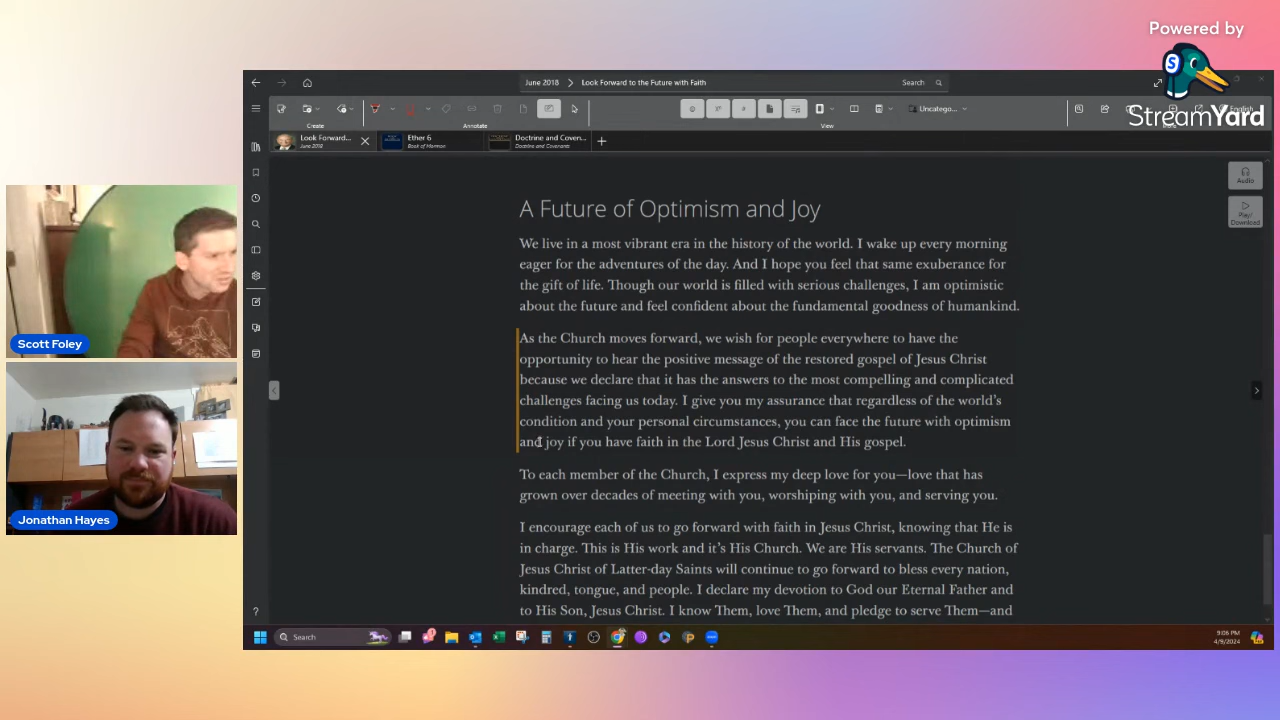 Powered by
StreamYard
June 2018 > Look Forward to the Future with Faith
Search
Create
Annotate
View
Uncatego...
English
Look Forward...
June 2018
Ether 6
Book of Mormon
Doctrine and Coven...
Doctrine and Covenants
Audio
Play/
Download
A Future of Optimism and Joy
We live in a most vibrant era in the history of the world. I wake up every morning
eager for the adventures of the day. And I hope you feel that same exuberance for
the gift of life. Though our world is filled with serious challenges, I am optimistic
about the future and feel confident about the fundamental goodness of humankind.
As the Church moves forward, we wish for people everywhere to have the
opportunity to hear the positive message of the restored gospel of Jesus Christ
because we declare that it has the answers to the most compelling and complicated
challenges facing us today. I give you my assurance that regardless of the world's
condition and your personal circumstances, you can face the future with optimism
and joy if you have faith in the Lord Jesus Christ and His gospel.
To each member of the Church, I express my deep love for you—love that has
grown over decades of meeting with you, worshiping with you, and serving you.
I encourage each of us to go forward with faith in Jesus Christ, knowing that He is
in charge. This is His work and it's His Church. We are His servants. The Church of
Jesus Christ of Latter-day Saints will continue to go forward to bless every nation,
kindred, tongue, and people. I declare my devotion to God our Eternal Father and
to His Son, Jesus Christ. I know Them, love Them, and pledge to serve Them—and
Scott Foley
Jonathan Hayes
Search
9:06 PM
4/9/2024